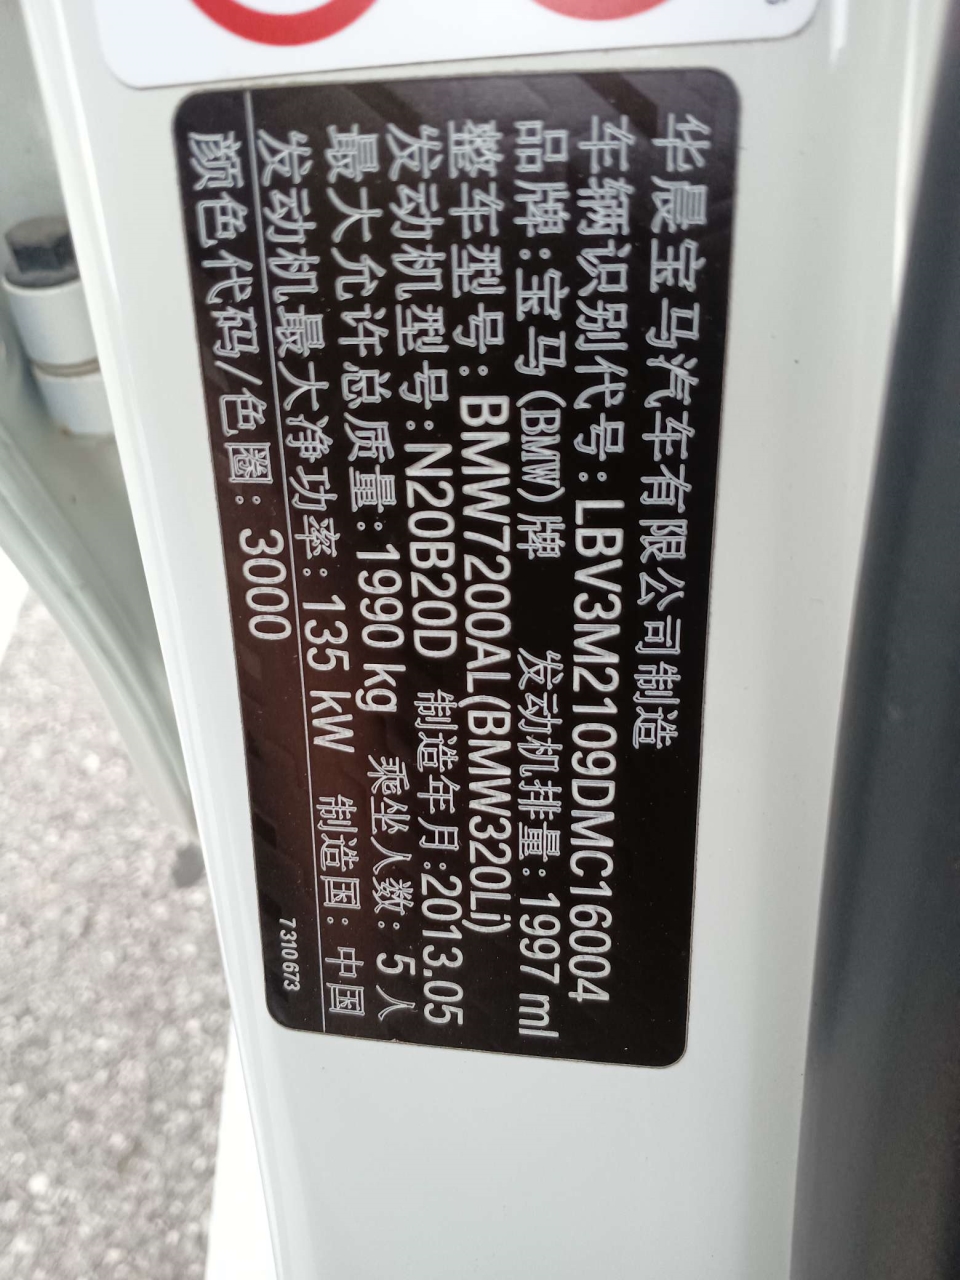 华晨宝马汽车有限公司制造
车辆识别代号:LBV3M2109DMC16004
品牌:宝马(BMW)牌 发动机排量:1997 ml
整车型号:BMW7200AL(BMW320Li)
发动机型号:N20B20D 制造年月:2013.05
最大允许总质量:1990 kg 乘坐人数:5 人
发动机最大净功率:135 kW 制造国:中国
颜色代码/色圈:3000
7310673